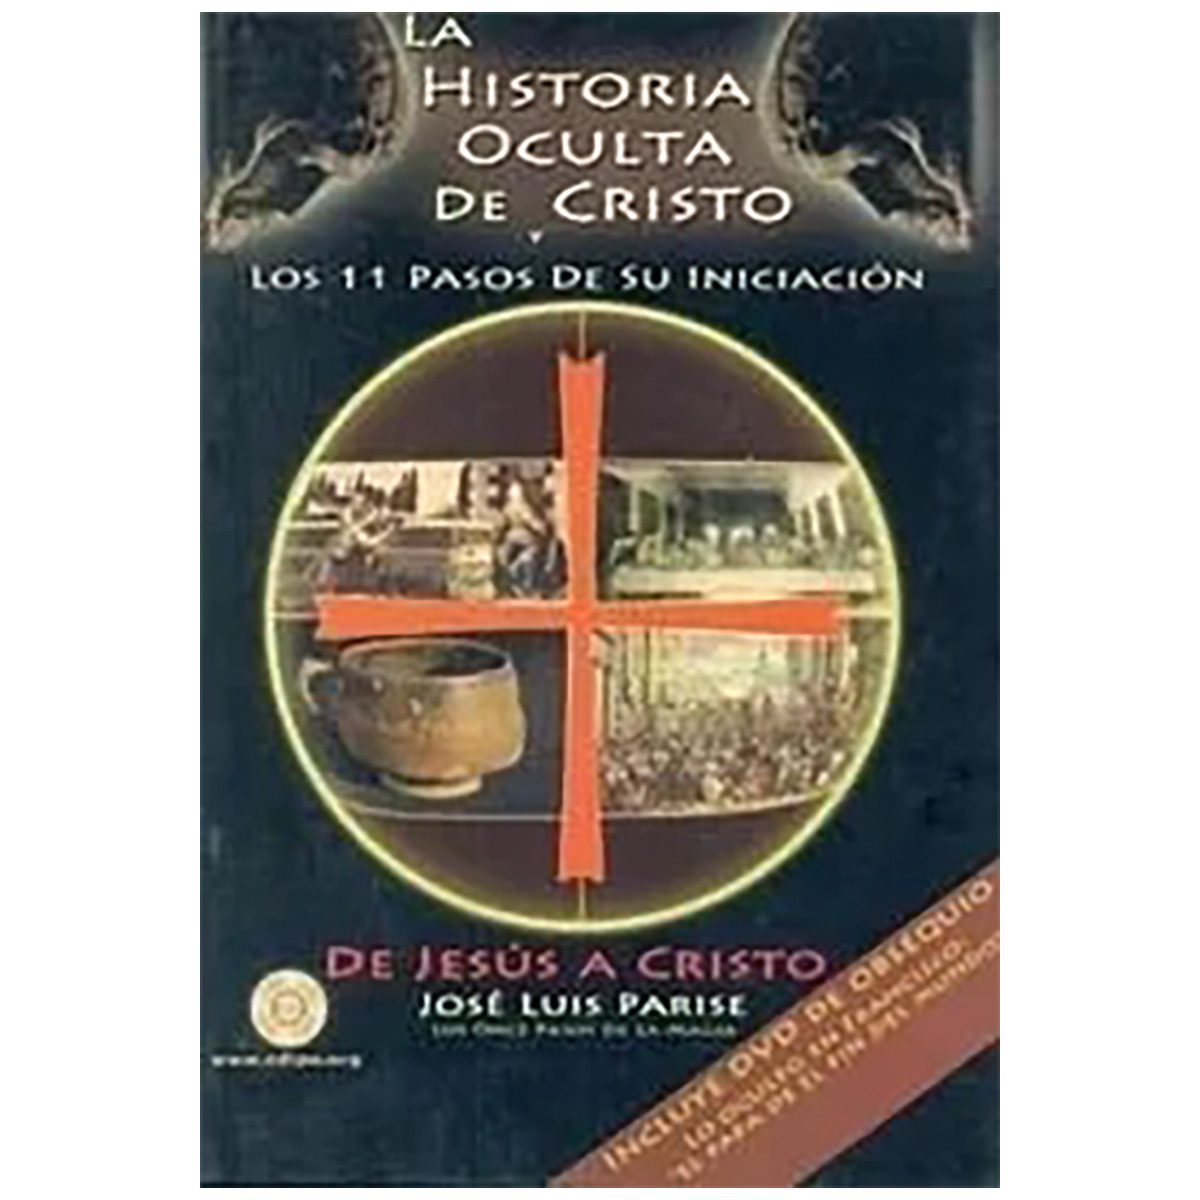 LA
HISTORIA
OCULTA
DE CRISTO
Y
LOS 11 PASOS DE SU INICIACIÓN
DE JESÚS A CRISTO
JOSÉ LUIS PARISE
LOS ONCE PASOS DE LA MAGIA
www.edipo.org
INCLUYE DVD DE OBSEQUIO
LO OCULTO EN FRANCISCO,
"EL PAPA DE EL FIN DEL MUNDO"